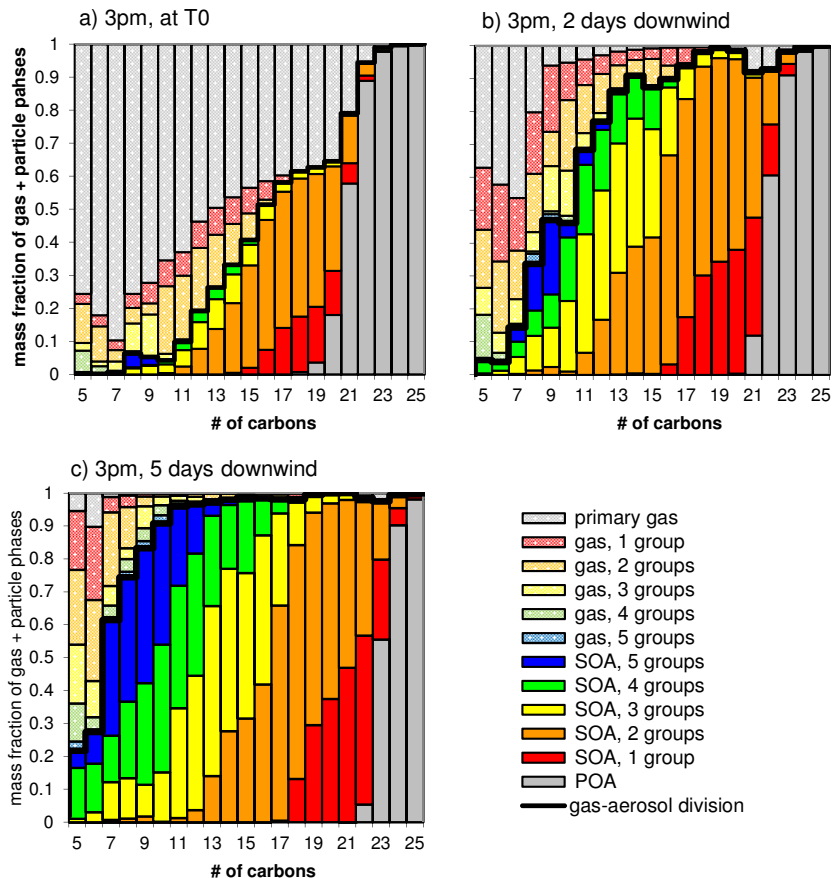 a) 3pm, at T0
mass fraction of gas + particle pahses
1
0.9
0.8
0.7
0.6
0.5
0.4
0.3
0.2
0.1
0
5 7 9 11 13 15 17 19 21 23 25
# of carbons
b) 3pm, 2 days downwind
1
0.9
0.8
0.7
0.6
0.5
0.4
0.3
0.2
0.1
0
5 7 9 11 13 15 17 19 21 23 25
# of carbons
c) 3pm, 5 days downwind
mass fraction of gas + particle phases
1
0.9
0.8
0.7
0.6
0.5
0.4
0.3
0.2
0.1
0
5 7 9 11 13 15 17 19 21 23 25
# of carbons
primary gas
gas, 1 group
gas, 2 groups
gas, 3 groups
gas, 4 groups
gas, 5 groups
SOA, 5 groups
SOA, 4 groups
SOA, 3 groups
SOA, 2 groups
SOA, 1 group
POA
gas-aerosol division